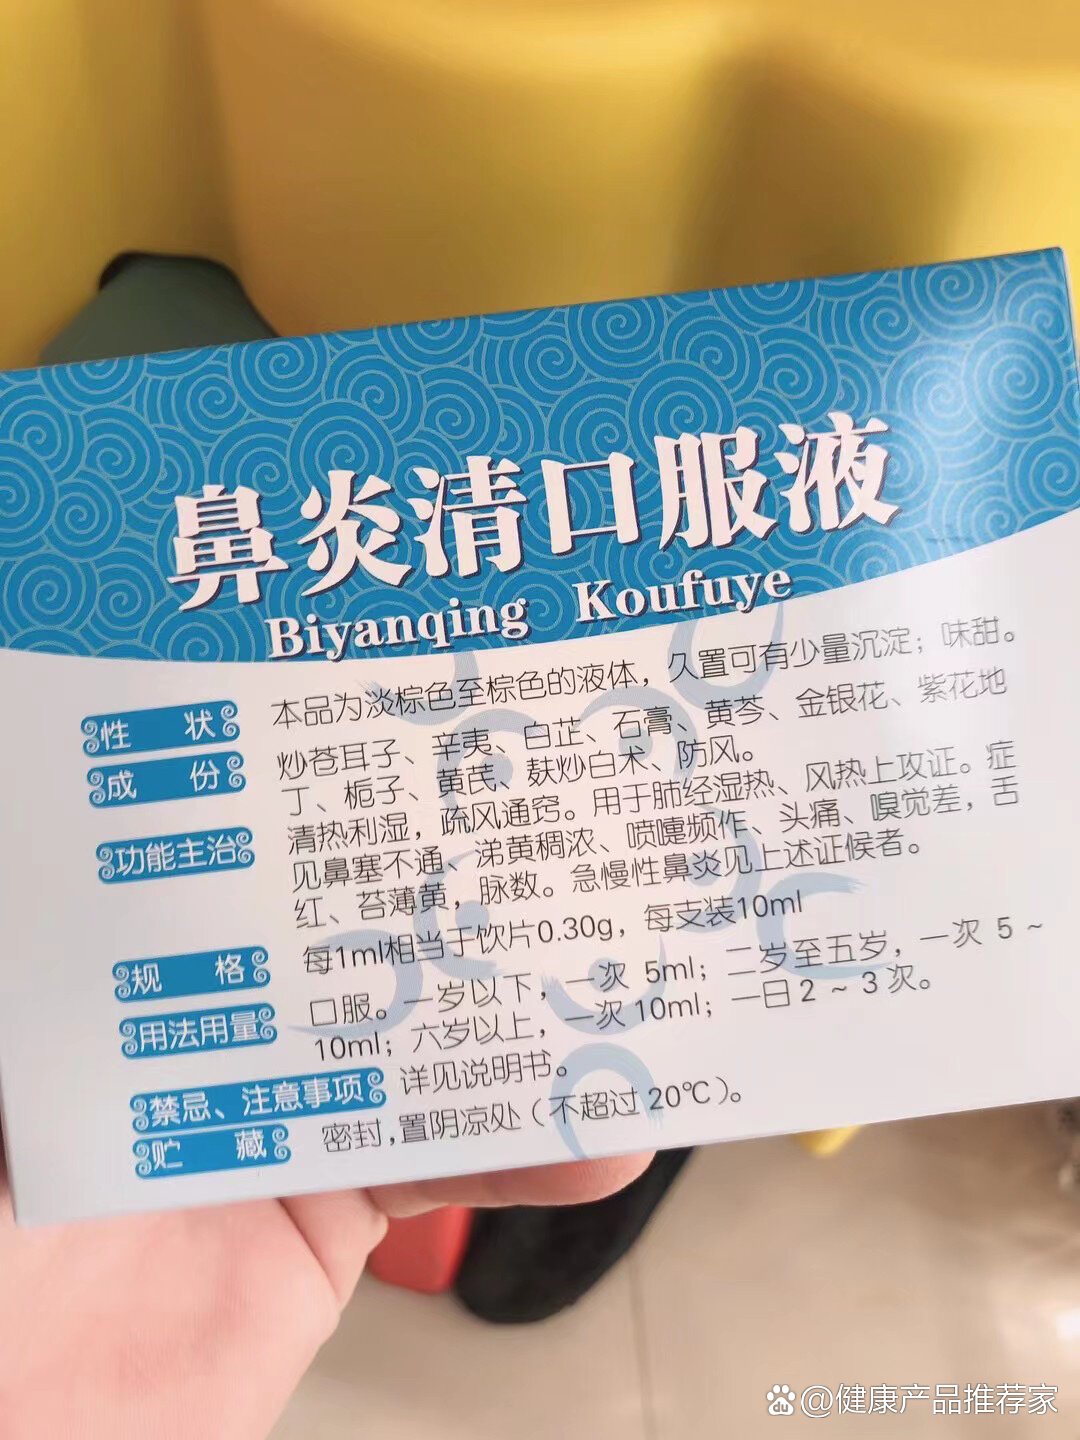 鼻炎清口服液
Biyanqing Koufuye
性 状
本品为淡棕色至棕色的液体，久置可有少量沉淀；味甜。
成 份
炒苍耳子、辛夷、白芷、石膏、黄芩、金银花、紫花地
丁、栀子、黄芪、麸炒白术、防风。
功能主治
清热利湿，疏风通窍。用于肺经湿热、风热上攻证。症
见鼻塞不通、涕黄稠浓、喷嚏频作、头痛、嗅觉差，舌
红、苔薄黄，脉数。急慢性鼻炎见上述证候者。
规 格
每1ml相当于饮片0.30g，每支装10ml
用法用量
口服。一岁以下，一次 5ml；二岁至五岁，一次 5～
10ml；六岁以上，一次10ml；一日2～3次。
禁忌、注意事项
详见说明书。
贮 藏
密封,置阴凉处（不超过20℃）。
du @健康产品推荐家